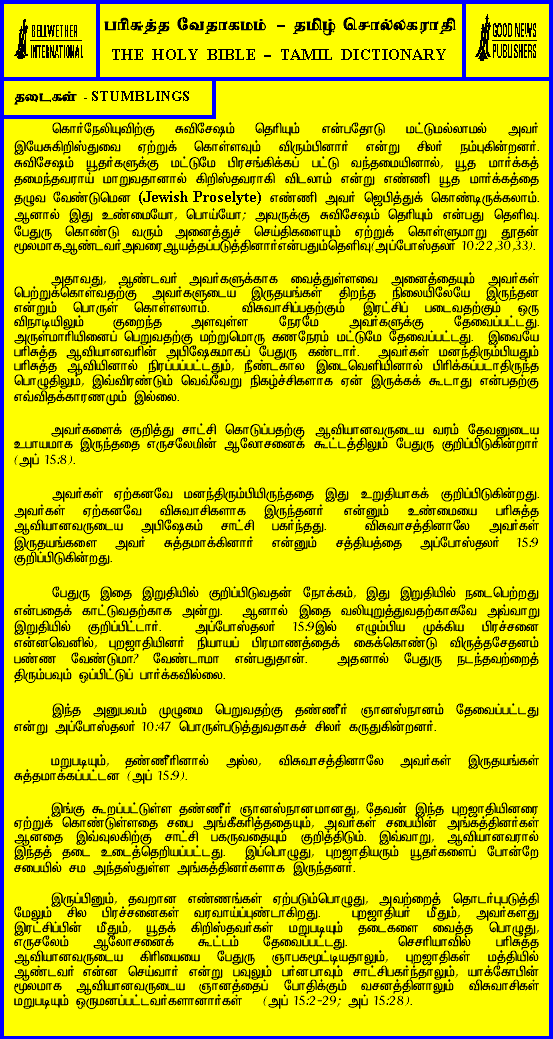 BELLWETHER
INTERNATIONAL
பரிசுத்த வேதாகமம் – தமிழ் சொல்லகராதி
THE HOLY BIBLE – TAMIL DICTIONARY
GOOD NEWS
PUBLISHERS
தடைகள் - STUMBLINGS
கொர்நேலியுவிற்கு சுவிசேஷம் தெரியும் என்பதோடு மட்டுமல்லாமல் அவர்
இயேசுகிறிஸ்துவை ஏற்றுக் கொள்ளவும் விரும்பினார் என்று சிலர் நம்புகின்றனர்.
சுவிசேஷம் யூதர்களுக்கு மட்டுமே பிரசங்கிக்கப் பட்டு வந்தமையினால், யூத மார்க்கத்
தமைந்தவராய் மாறுவதானால் கிறிஸ்தவராகி விடலாம் என்று எண்ணி யூத மார்க்கத்தை
தழுவ வேண்டுமென (Jewish Proselyte) எண்ணி அவர் ஜெபித்துக் கொண்டிருக்கலாம்.
ஆனால் இது உண்மையோ, பொய்யோ; அவருக்கு சுவிசேஷம் தெரியும் என்பது தெளிவு.
பேதுரு கொண்டு வரும் அனைத்துச் செய்திகளையும் ஏற்றுக் கொள்ளுமாறு தூதன்
மூலமாகஆண்டவர்அவரைஆயத்தப்படுத்தினார்என்பதும்தெளிவு(அப்போஸ்தலர் 10:22,30,33).
அதாவது, ஆண்டவர் அவர்களுக்காக வைத்துள்ளவை அனைத்தையும் அவர்கள்
பெற்றுக்கொள்வதற்கு அவர்களுடைய இருதயங்கள் திறந்த நிலையிலேயே இருந்தன
என்றும் பொருள் கொள்ளலாம். விசுவாசிப்பதற்கும் இரட்சிப் படைவதற்கும் ஒரு
விநாடியிலும் குறைந்த அளவுள்ள நேரமே அவர்களுக்கு தேவைப்பட்டது.
அருள்மாரியினைப் பெறுவதற்கு மற்றுமொரு கணநேரம் மட்டுமே தேவைப்பட்டது. இவையே
பரிசுத்த ஆவியானவரின் அபிஷேகமாகப் பேதுரு கண்டார். அவர்கள் மனந்திரும்பியதும்
பரிசுத்த ஆவியினால் நிரப்பப்பட்டதும், நீண்டகால இடைவெளியினால் பிரிக்கப்படாதிருந்த
பொழுதிலும், இவ்விரண்டும் வெவ்வேறு நிகழ்ச்சிகளாக ஏன் இருக்கக் கூடாது என்பதற்கு
எவ்விதக்காரணமும் இல்லை.
அவர்களைக் குறித்து சாட்சி கொடுப்பதற்கு ஆவியானவருடைய வரம் தேவனுடைய
உபாயமாக இருந்ததை எருசலேமின் ஆலோசனைக் கூட்டத்திலும் பேதுரு குறிப்பிடுகின்றார்
(அப் 15:8).
அவர்கள் ஏற்கனவே மனந்திரும்பியிருந்ததை இது உறுதியாகக் குறிப்பிடுகின்றது.
அவர்கள் ஏற்கனவே விசுவாசிகளாக இருந்தனர் என்னும் உண்மையை பரிசுத்த
ஆவியானவருடைய அபிஷேகம் சாட்சி பகர்ந்தது. விசுவாசத்தினாலே அவர்கள்
இருதயங்களை அவர் சுத்தமாக்கினார் என்னும் சத்தியத்தை அப்போஸ்தலர் 15:9
குறிப்பிடுகின்றது.
பேதுரு இதை இறுதியில் குறிப்பிடுவதன் நோக்கம், இது இறுதியில் நடைபெற்றது
என்பதைக் காட்டுவதற்காக அன்று. ஆனால் இதை வலியுறுத்துவதற்காகவே அவ்வாறு
இறுதியில் குறிப்பிட்டார். அப்போஸ்தலர் 15:9இல் எழும்பிய முக்கிய பிரச்சனை
என்னவெனில், புறஜாதியினர் நியாயப் பிரமாணத்தைக் கைக்கொண்டு விருத்தசேதனம்
பண்ண வேண்டுமா? வேண்டாமா என்பதுதான். அதனால் பேதுரு நடந்தவற்றைத்
திரும்பவும் ஒப்பிட்டுப் பார்க்கவில்லை.
இந்த அனுபவம் முழுமை பெறுவதற்கு தண்ணீர் ஞானஸ்நானம் தேவைப்பட்டது
என்று அப்போஸ்தலர் 10:47 பொருள்படுத்துவதாகச் சிலர் கருதுகின்றனர்.
மறுபடியும், தண்ணீரினால் அல்ல, விசுவாசத்தினாலே அவர்கள் இருதயங்கள்
சுத்தமாக்கப்பட்டன (அப் 15:9).
இங்கு கூறப்பட்டுள்ள தண்ணீர் ஞானஸ்நானமானது, தேவன் இந்த புறஜாதியினரை
ஏற்றுக் கொண்டுள்ளதை சபை அங்கீகரித்ததையும், அவர்கள் சபையின் அங்கத்தினர்கள்
ஆனதை இவ்வுலகிற்கு சாட்சி பகருவதையும் குறித்திடும். இவ்வாறு, ஆவியானவரால்
இந்தத் தடை உடைத்தெறியப்பட்டது. இப்பொழுது, புறஜாதியரும் யூதர்களைப் போன்றே
சபையில் சம அந்தஸ்துள்ள அங்கத்தினர்களாக இருந்தனர்.
இருப்பினும், தவறான எண்ணங்கள் ஏற்படும்பொழுது, அவற்றைத் தொடர்புபடுத்தி
மேலும் சில பிரச்சனைகள் வரவாய்ப்புண்டாகிறது. புறஜாதியர் மீதும், அவர்களது
இரட்சிப்பின் மீதும், யூதக் கிறிஸ்தவர்கள் மறுபடியும் தடைகளை வைத்த பொழுது,
எருசலேம் ஆலோசனைக் கூட்டம் தேவைப்பட்டது. செசரியாவில் பரிசுத்த
ஆவியானவருடைய கிரியையை பேதுரு ஞாபகமூட்டியதாலும், புறஜாதிகள் மத்தியில்
ஆண்டவர் என்ன செய்வார் என்று பவுலும் பர்னபாவும் சாட்சிபகர்ந்தாலும், யாக்கோபின்
மூலமாக ஆவியானவருடைய ஞானத்தைப் போதிக்கும் வசனத்தினாலும் விசுவாசிகள்
மறுபடியும் ஒருமனப்பட்டவர்களானார்கள் (அப் 15:2-29; அப் 15:28).